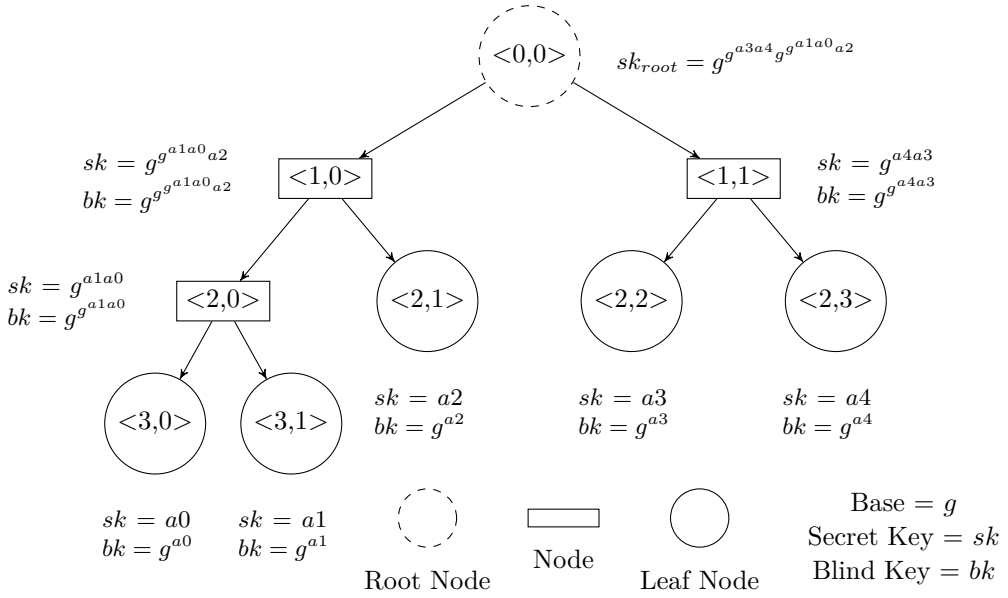 <0,0>
$sk_{root} = g^{g^{a3a4}g^{g^{a1a0}a2}}$
$sk = g^{g^{a1a0}a2}$
$bk = g^{g^{g^{a1a0}a2}}$
<1,0>
<1,1>
$sk = g^{a4a3}$
$bk = g^{g^{a4a3}}$
$sk = g^{a1a0}$
$bk = g^{g^{a1a0}}$
<2,0>
<2,1>
<2,2>
<2,3>
<3,0>
<3,1>
$sk = a2$
$bk = g^{a2}$
$sk = a3$
$bk = g^{a3}$
$sk = a4$
$bk = g^{a4}$
$sk = a0$
$bk = g^{a0}$
$sk = a1$
$bk = g^{a1}$
Root Node
Node
Leaf Node
Base = $g$
Secret Key = $sk$
Blind Key = $bk$